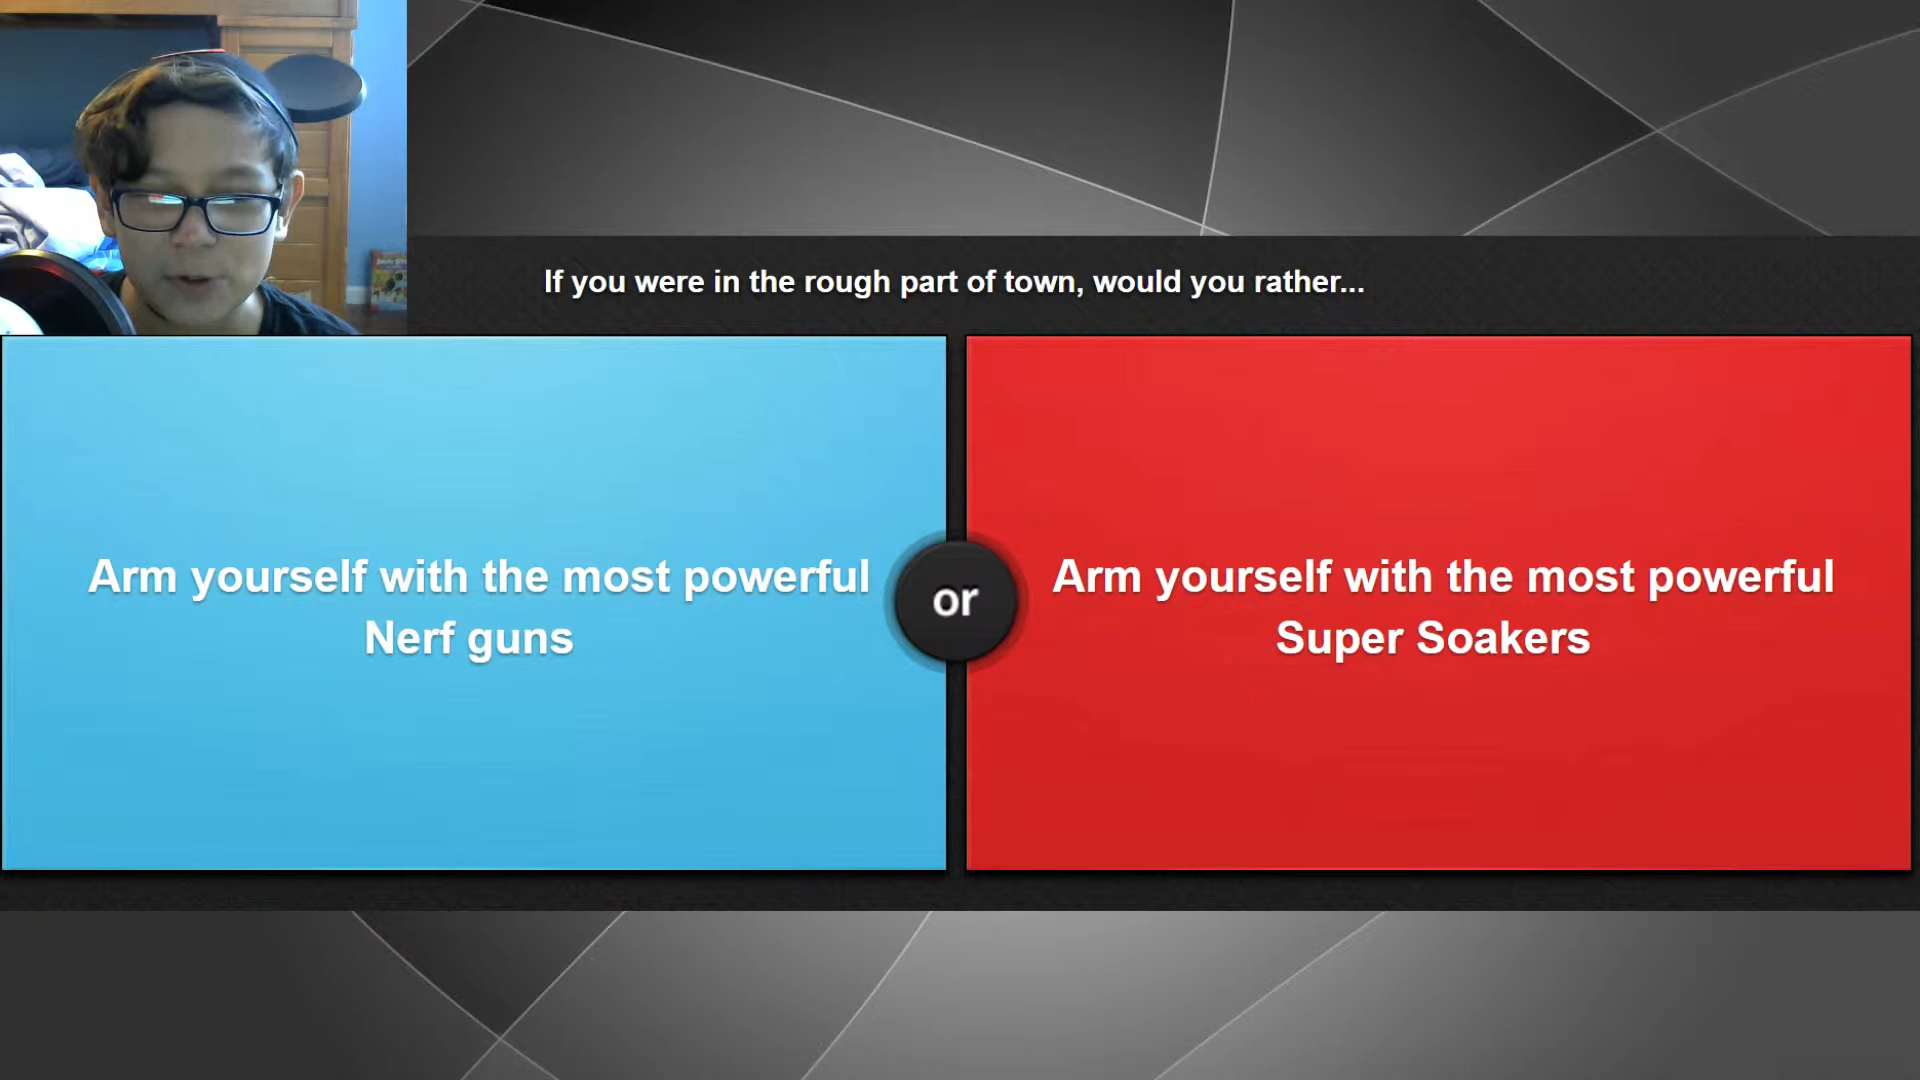 If you were in the rough part of town, would you rather...
Arm yourself with the most powerful
Nerf guns
or
Arm yourself with the most powerful
Super Soakers